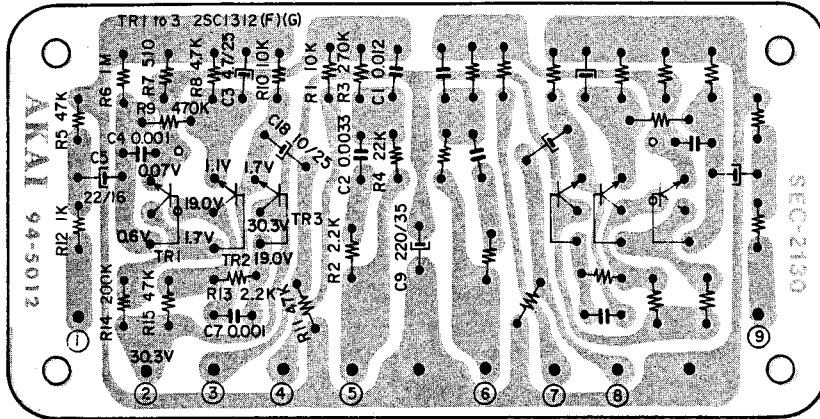 TR1 to 3 2SC1312(F)(G)
R6 1M
R7 510
R8 4.7K
C3 4.7/25
R10 10K
R1 10K
R3 270K
C1 0.012
R5 47K
R9 470K
C4 0.001
C18 10/25
C2 0.0033
R4 22K
C5
22/16
0.07V
1.1V
1.7V
19.0V
30.3V
TR3
R12 1K
0.6V
TR1
1.7V
TR2
19.0V
R2 2.2K
C9 220/35
R14 200K
R15 47K
R13 2.2K
R11 47K
C7 0.001
30.3V
AKAI 94-5012
SEC-2130
1
2
3
4
5
6
7
8
9